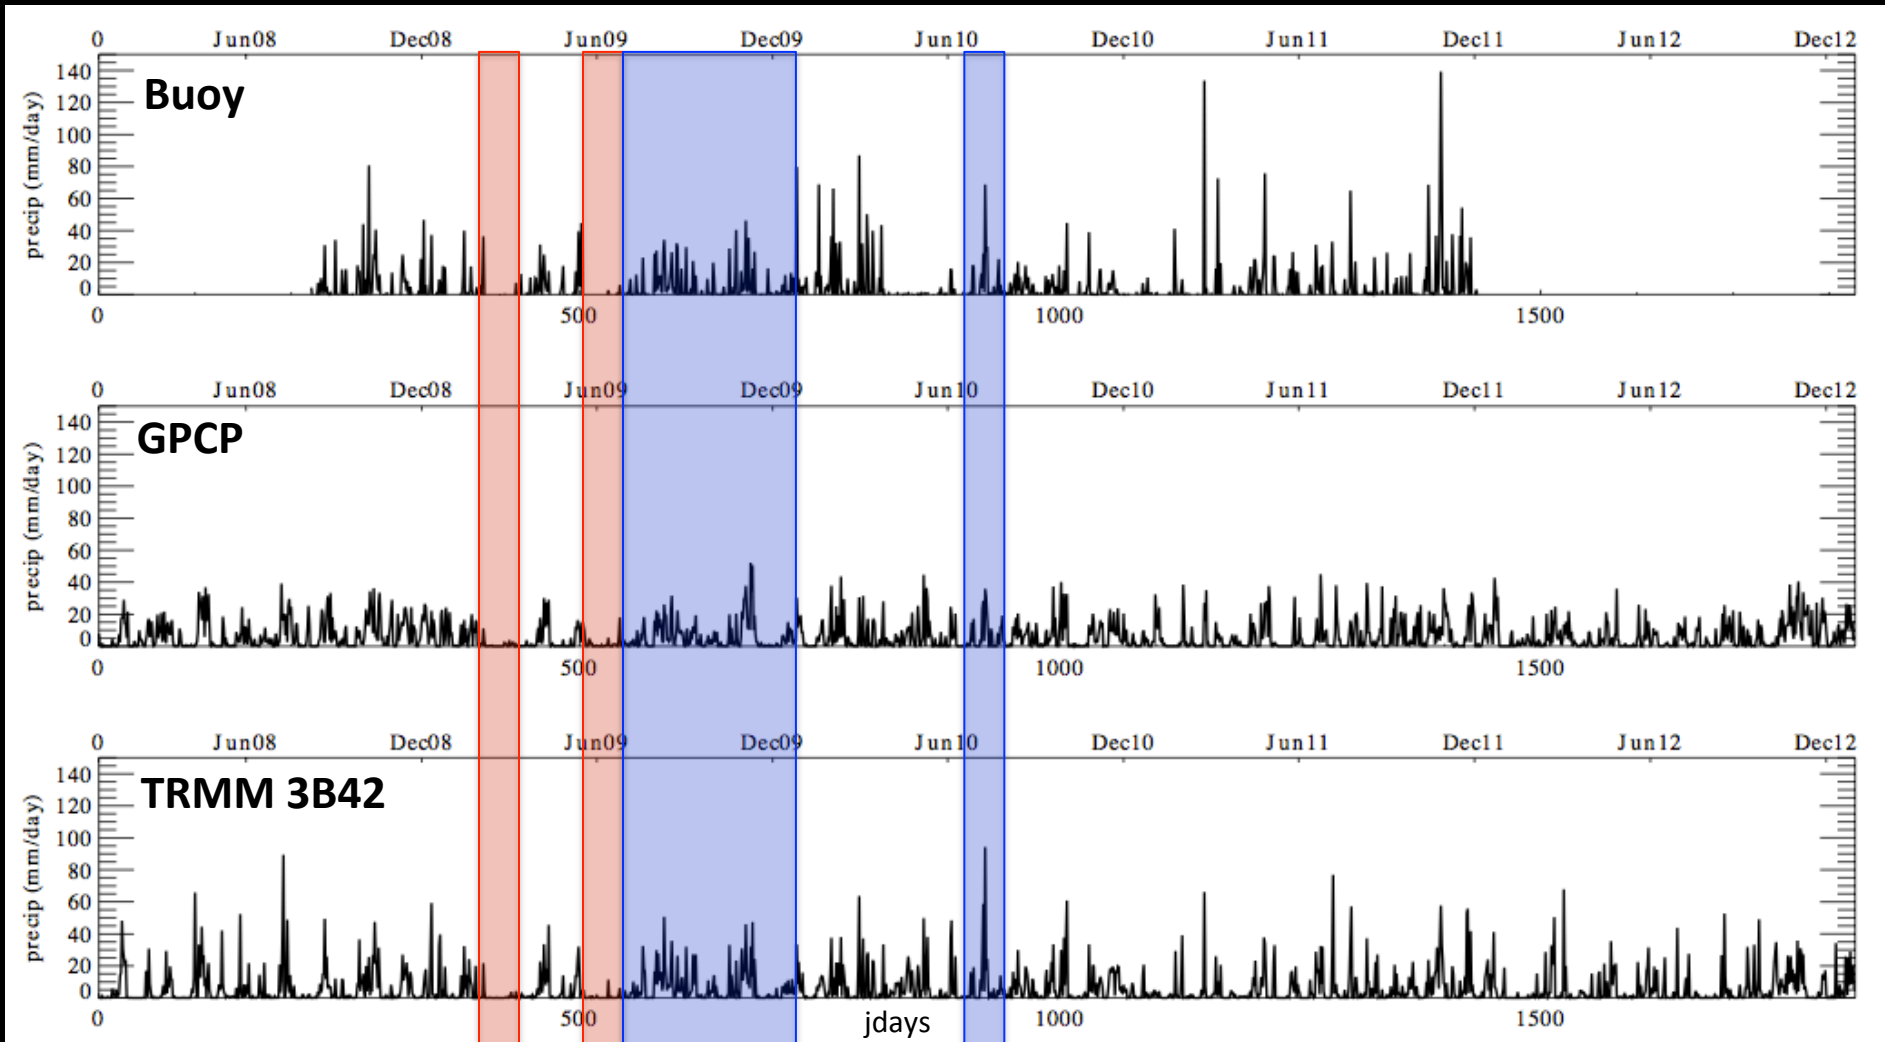 0 Jun08 Dec08 Jun09 Dec09 Jun10 Dec10 Jun11 Dec11 Jun12 Dec12
Buoy
precip (mm/day)
140
120
100
80
60
40
20
0
0 500 1000 1500
0 Jun08 Dec08 Jun09 Dec09 Jun10 Dec10 Jun11 Dec11 Jun12 Dec12
GPCP
precip (mm/day)
140
120
100
80
60
40
20
0
0 500 1000 1500
0 Jun08 Dec08 Jun09 Dec09 Jun10 Dec10 Jun11 Dec11 Jun12 Dec12
TRMM 3B42
precip (mm/day)
140
120
100
80
60
40
20
0
0 500 jdays 1000 1500